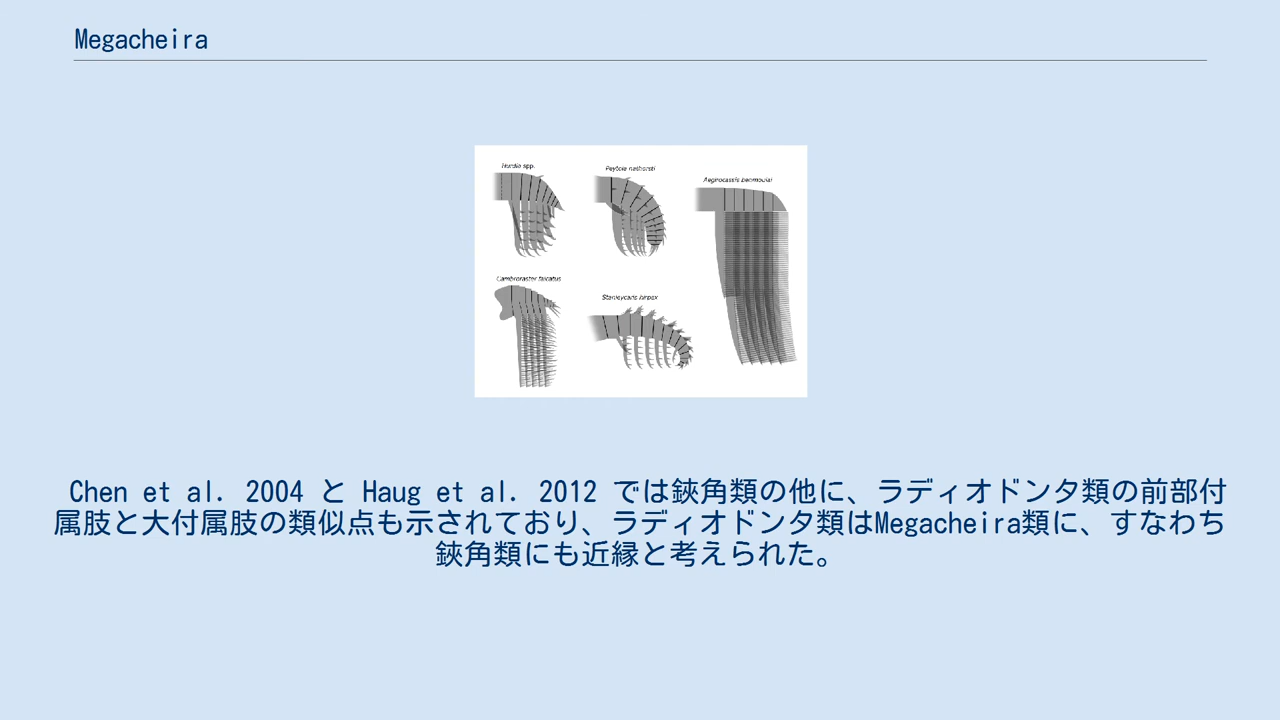 Megacheira
Hurdia spp.
Peytoia nathorsti
Aegirocassis benmoulai
Cambroraster falcatus
Stanleycaris hirpex
Chen et al. 2004 と Haug et al. 2012 では鋏角類の他に、ラディオドンタ類の前部付
属肢と大付属肢の類似点も示されており、ラディオドンタ類はMegacheira類に、すなわち
鋏角類にも近縁と考えられた。